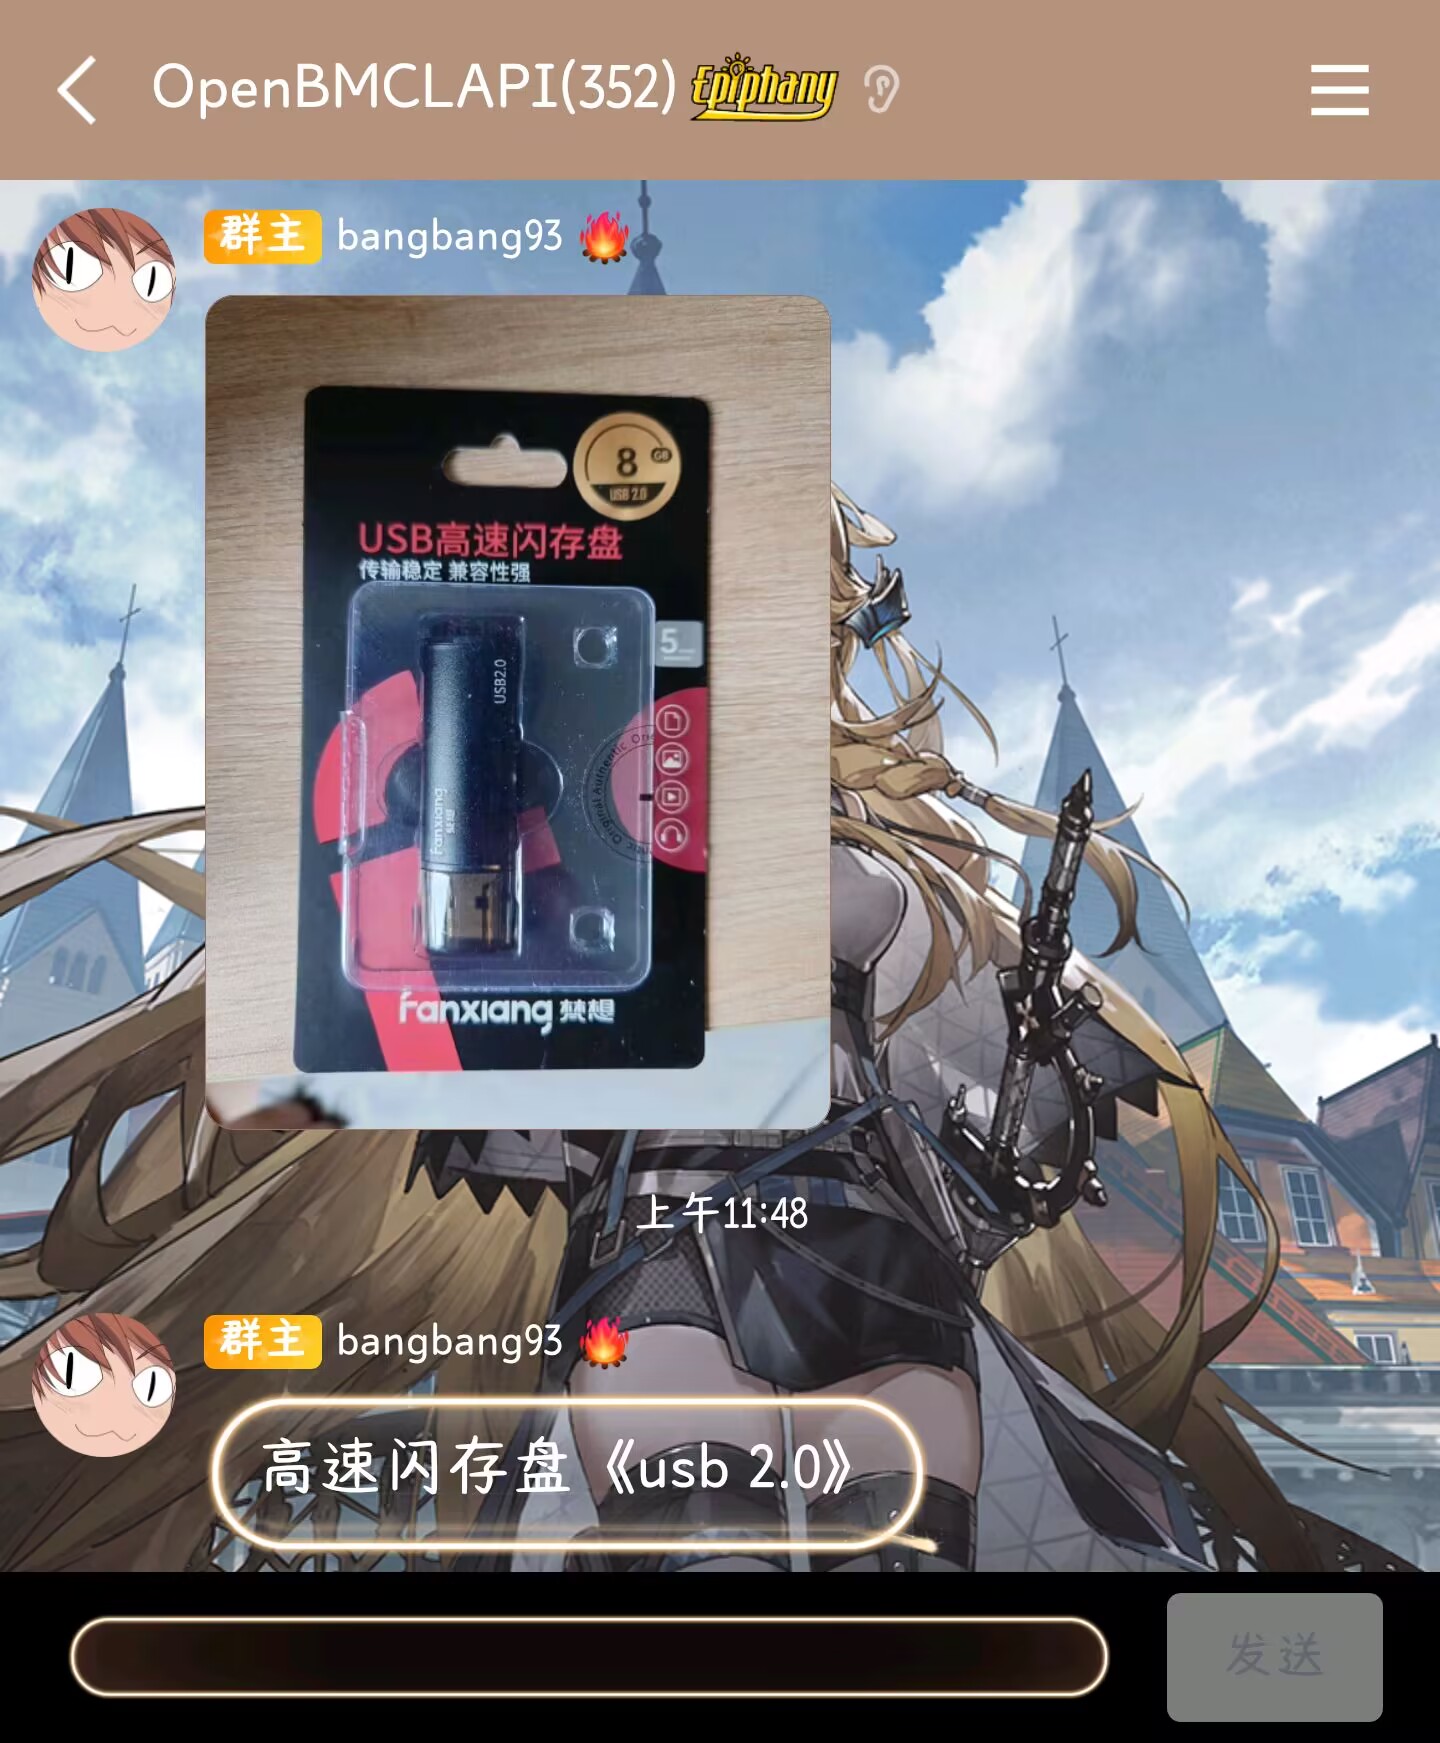 OpenBMCLAPI(352) Epiphany
群主 bangbang93
8 GB
USB 2.0
USB高速闪存盘
传输稳定 兼容性强
5
USB2.0
Fanxiang
梵想
Fanxiang 梵想
上午11:48
群主 bangbang93
高速闪存盘《usb 2.0》
发送